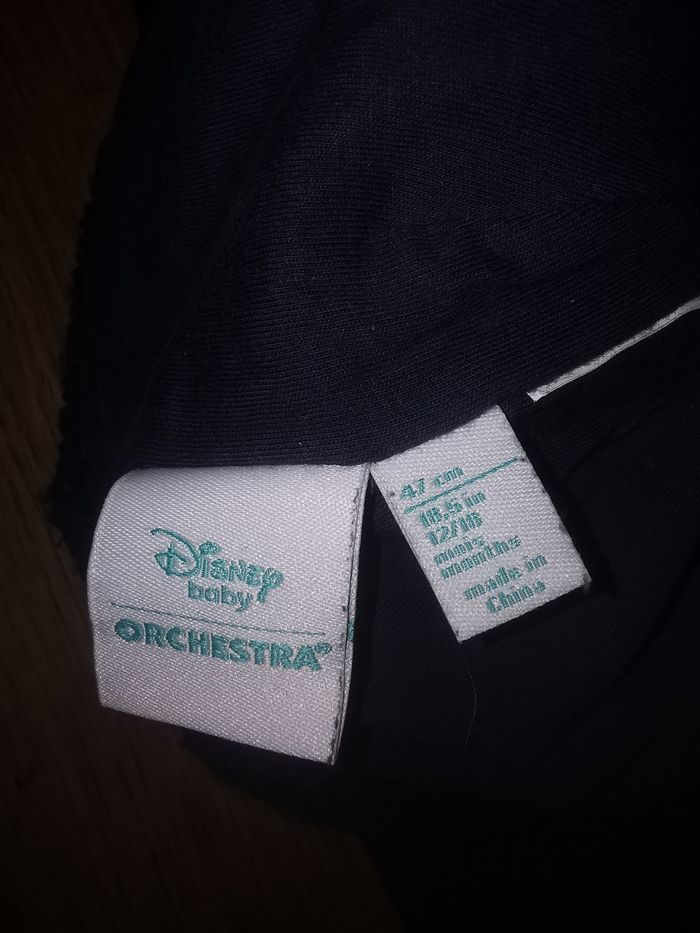 Disney
baby
ORCHESTRA®
47 cm
18,5 in
12/18
mois
months
made in
China